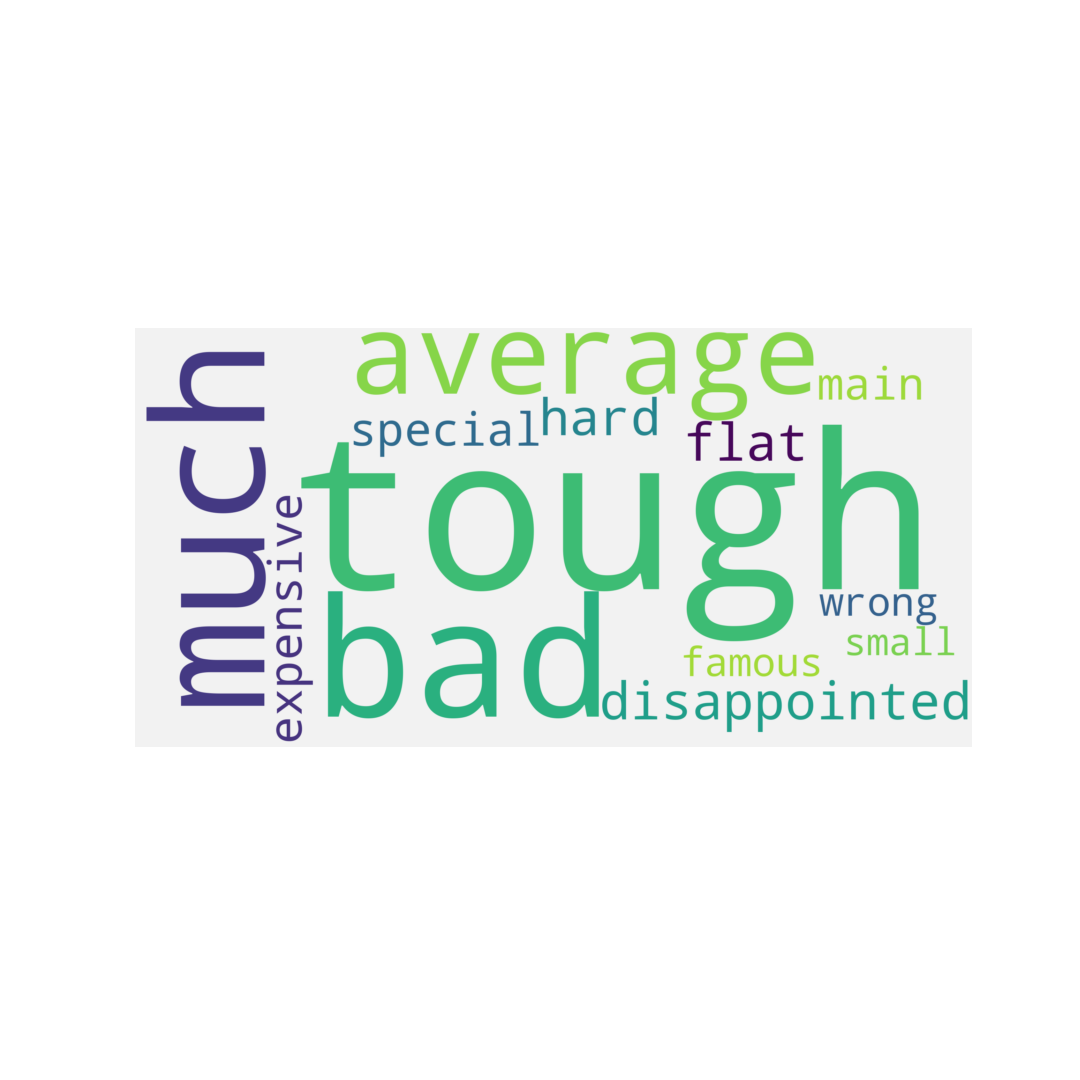 much
average
main
special
hard
flat
tough
expensive
bad
wrong
small
famous
disappointed